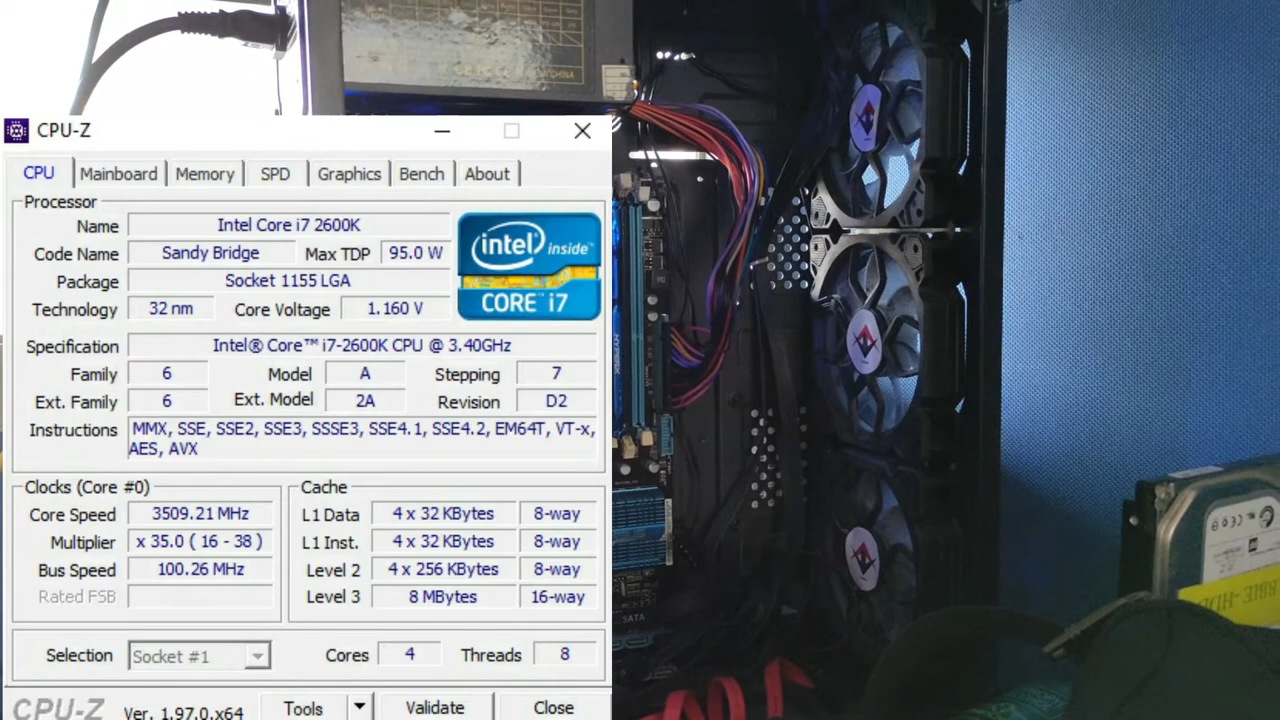 CPU-Z
CPU Mainboard Memory SPD Graphics Bench About
Processor
Name Intel Core i7 2600K
Code Name Sandy Bridge Max TDP 95.0 W
Package Socket 1155 LGA
Technology 32 nm Core Voltage 1.160 V
intel inside™
CORE™ i7
Specification Intel® Core™ i7-2600K CPU @ 3.40GHz
Family 6 Model A Stepping 7
Ext. Family 6 Ext. Model 2A Revision D2
Instructions MMX, SSE, SSE2, SSE3, SSSE3, SSE4.1, SSE4.2, EM64T, VT-x,
AES, AVX
Clocks (Core #0)
Core Speed 3509.21 MHz
Multiplier x 35.0 ( 16 - 38 )
Bus Speed 100.26 MHz
Rated FSB
Cache
L1 Data 4 x 32 KBytes 8-way
L1 Inst. 4 x 32 KBytes 8-way
Level 2 4 x 256 KBytes 8-way
Level 3 8 MBytes 16-way
Selection Socket #1 Cores 4 Threads 8
CPU-Z Ver. 1.97.0.x64 Tools Validate Close
HYPERX
SATA